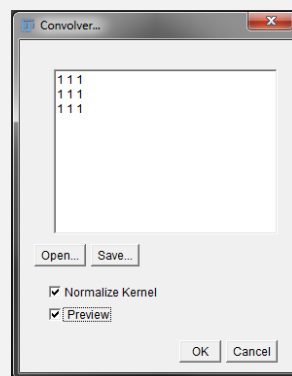 Convolver...
1 1 1
1 1 1
1 1 1
Open... Save...
Normalize Kernel
Preview
OK Cancel